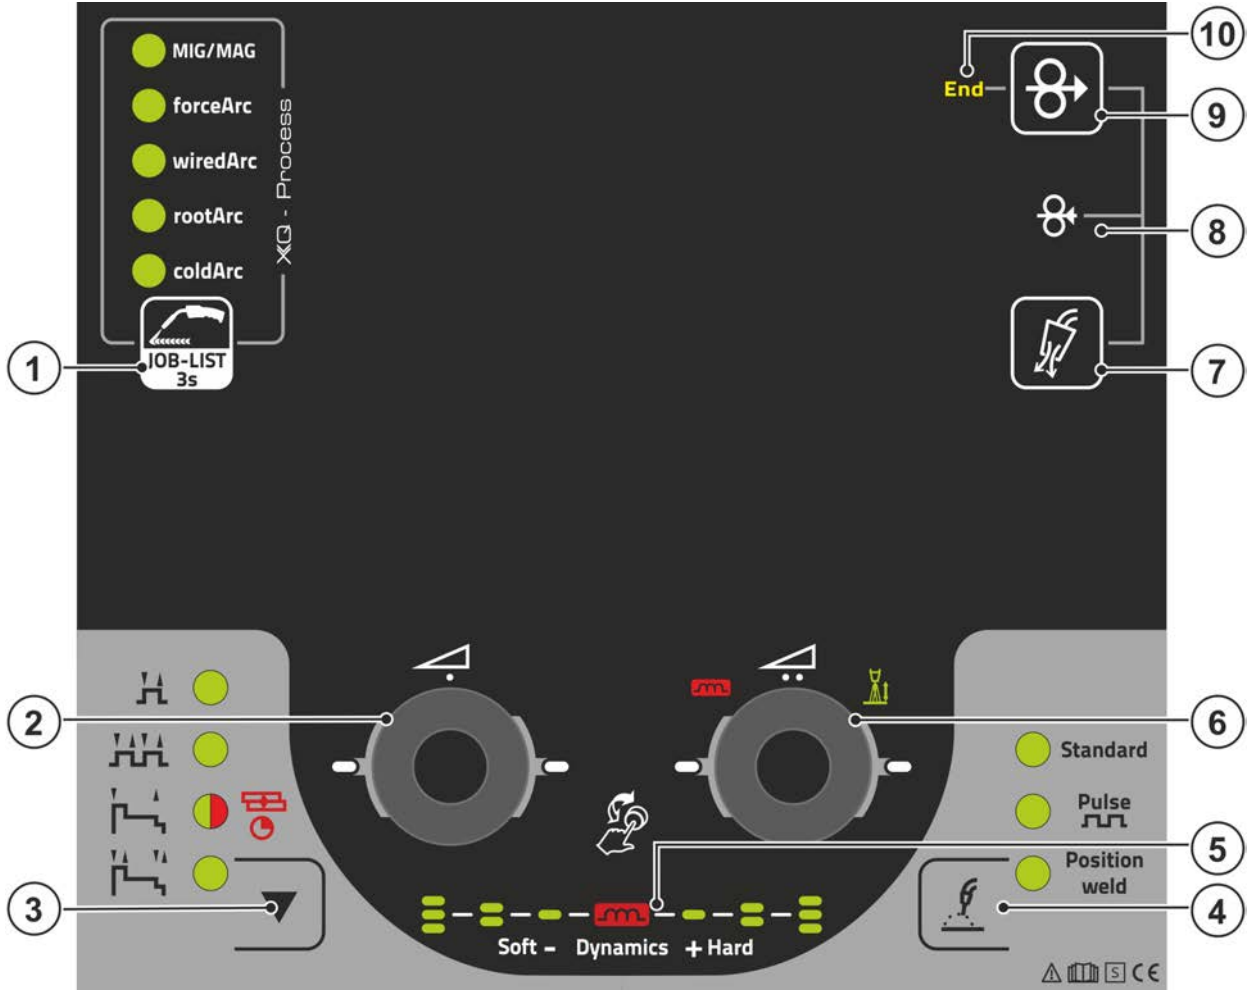 MIG/MAG
forceArc
wiredArc
rootArc
coldArc
XQ - Process
JOB-LIST
3s
End
10
9
8
7
1
2
3
6
5
4
Standard
Pulse
Position
weld
Soft - Dynamics + Hard
S CE